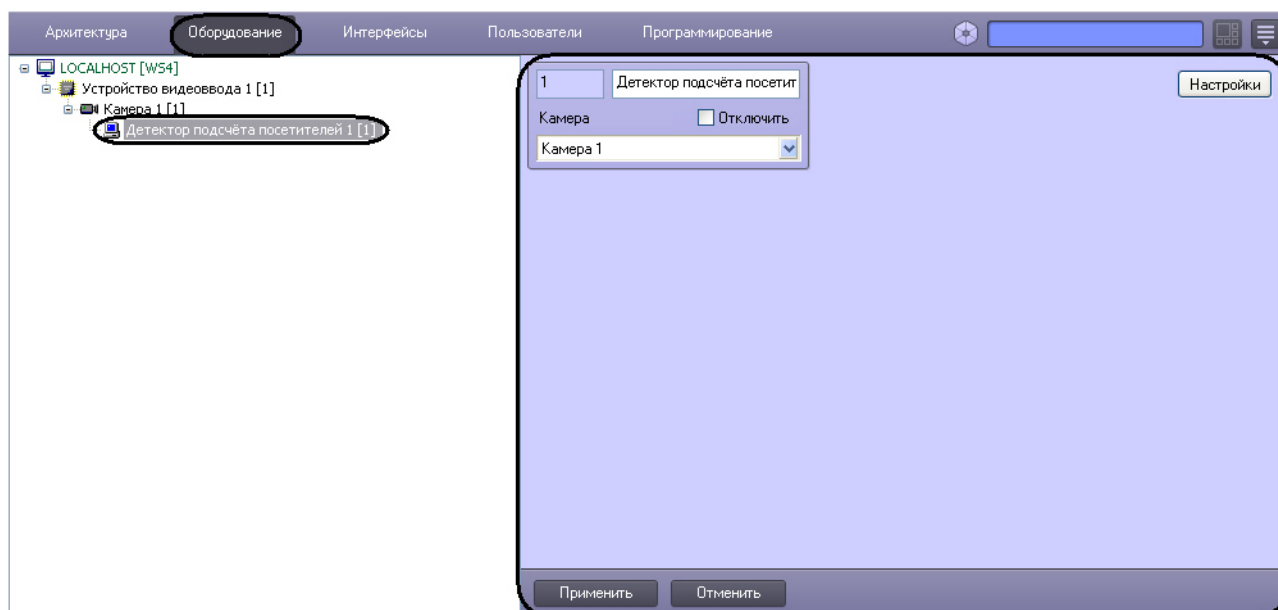 Архитектура Оборудование Интерфейсы Пользователи Программирование
LOCALHOST [WS4]
Устройство видеоввода 1 [1]
Камера 1 [1]
Детектор подсчёта посетителей 1 [1]
1 Детектор подсчёта посетит Настройки
Камера Отключить
Камера 1
Применить Отменить